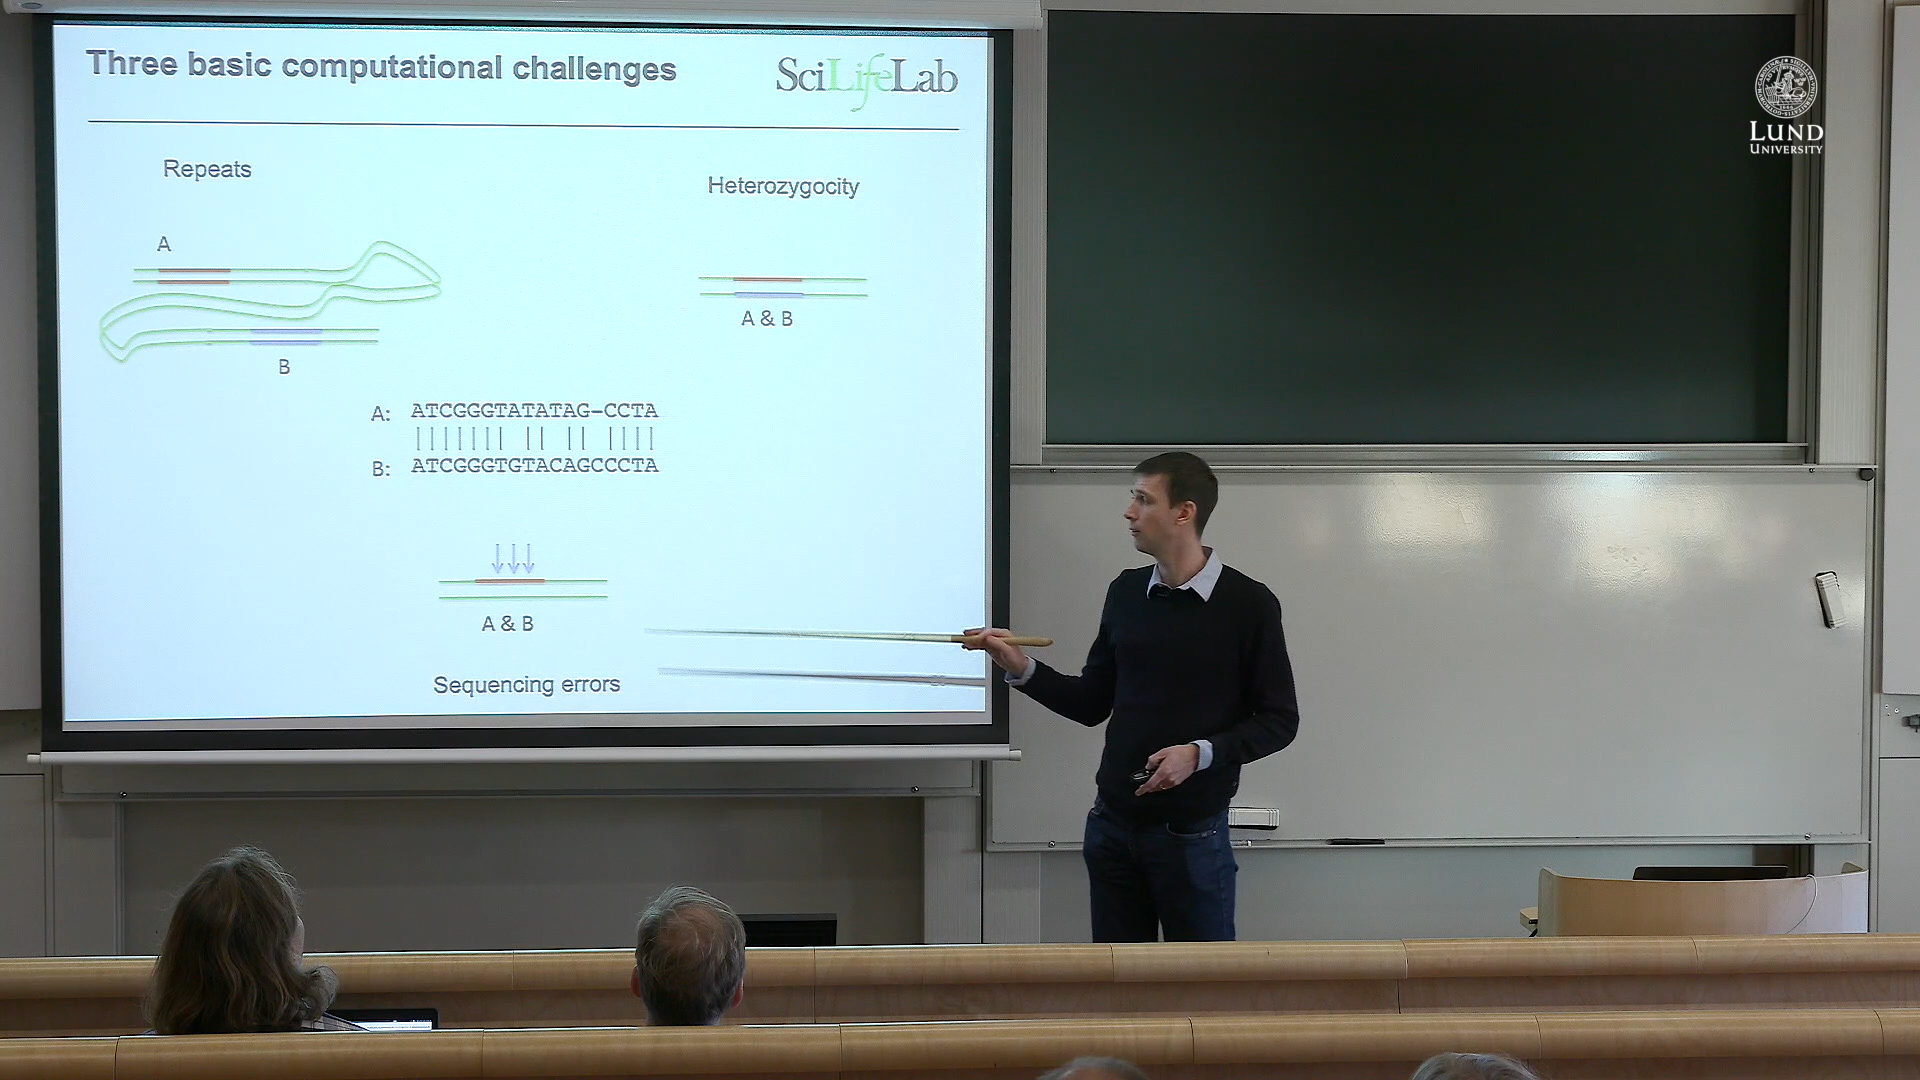 Three basic computational challenges
SciLifeLab
Repeats
Heterozygocity
A
A & B
B
A: ATCGGGTATATAG–CCTA
B: ATCGGGTGTACAGCCCTA
A & B
Sequencing errors
LUND
UNIVERSITY